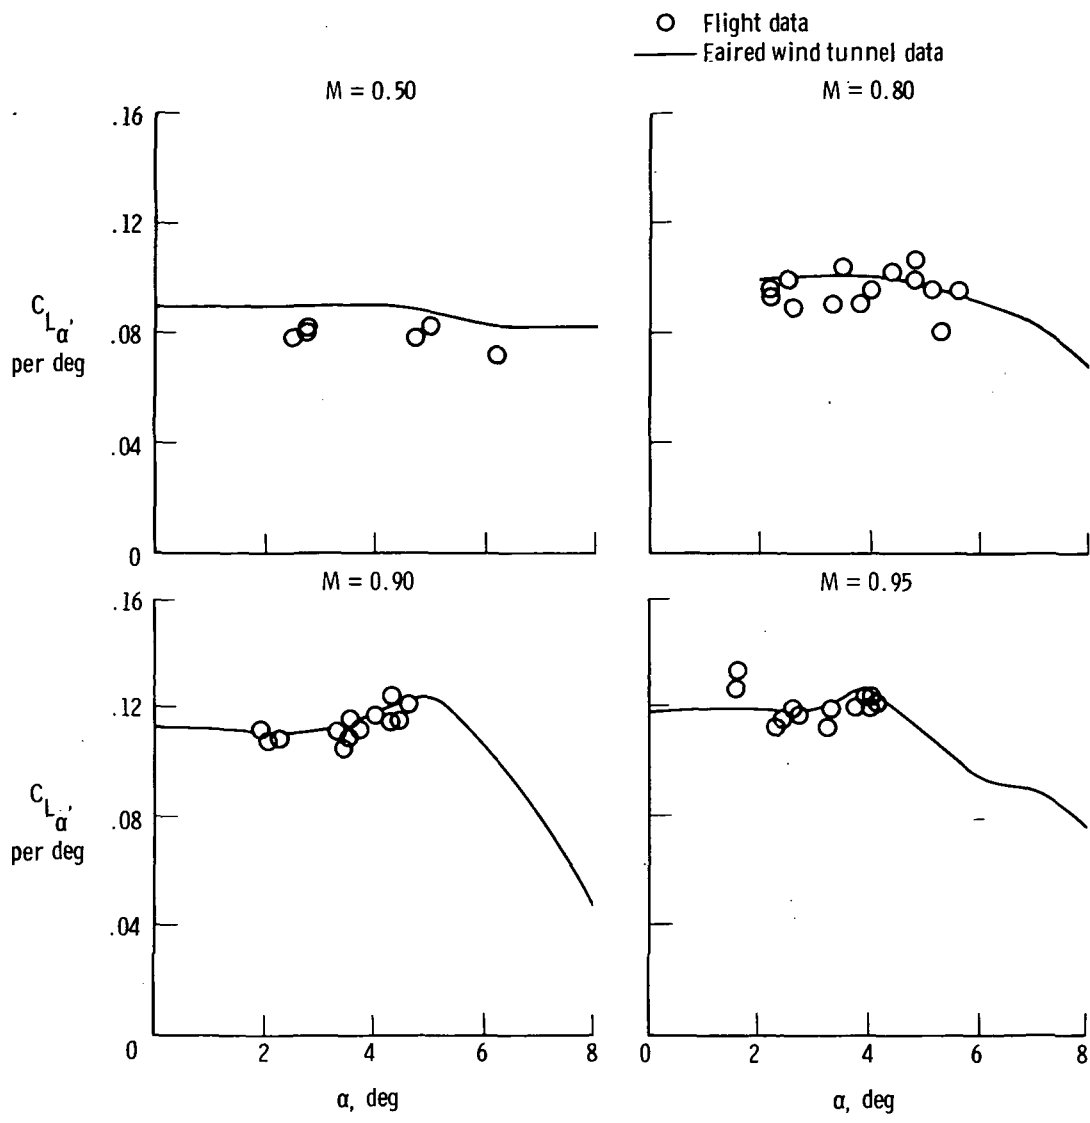 Flight data
Faired wind tunnel data
M = 0.50
M = 0.80
.16
.12
C_Lα,
per deg
.08
.04
0
M = 0.90
M = 0.95
.16
.12
C_Lα,
per deg
.08
.04
0 2 4 6 8
0 2 4 6 8
α, deg
α, deg